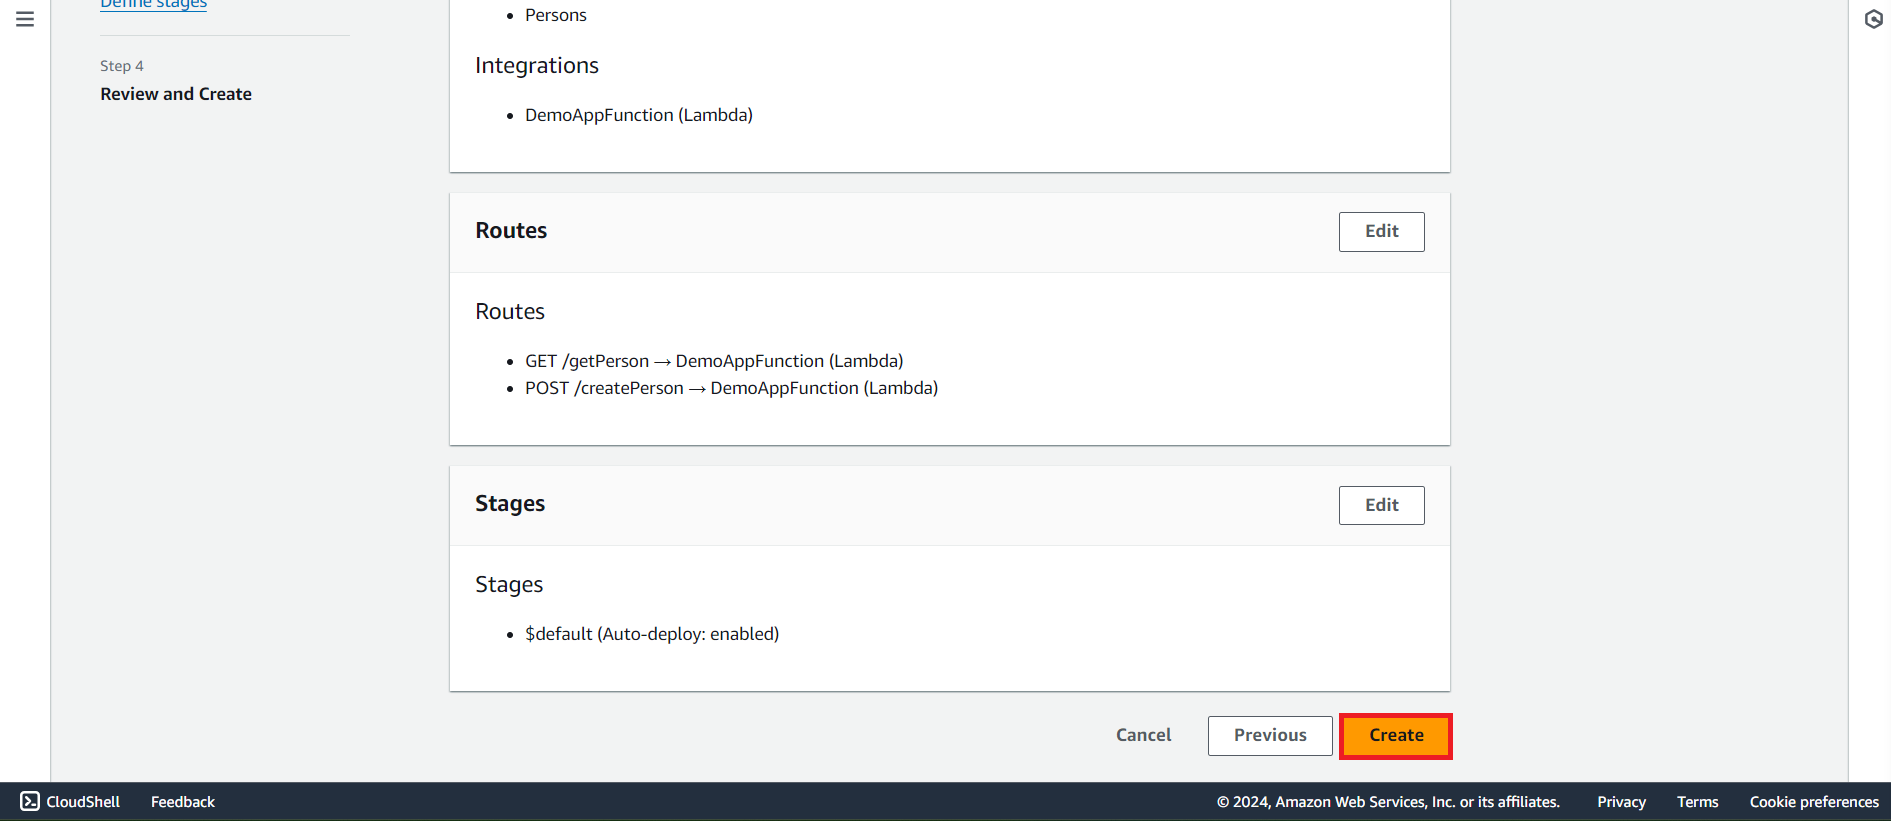 Define stages
Step 4
Review and Create
Persons
Integrations
DemoAppFunction (Lambda)
Routes
Edit
Routes
GET /getPerson → DemoAppFunction (Lambda)
POST /createPerson → DemoAppFunction (Lambda)
Stages
Edit
Stages
$default (Auto-deploy: enabled)
Cancel
Previous
Create
CloudShell
Feedback
© 2024, Amazon Web Services, Inc. or its affiliates.
Privacy
Terms
Cookie preferences